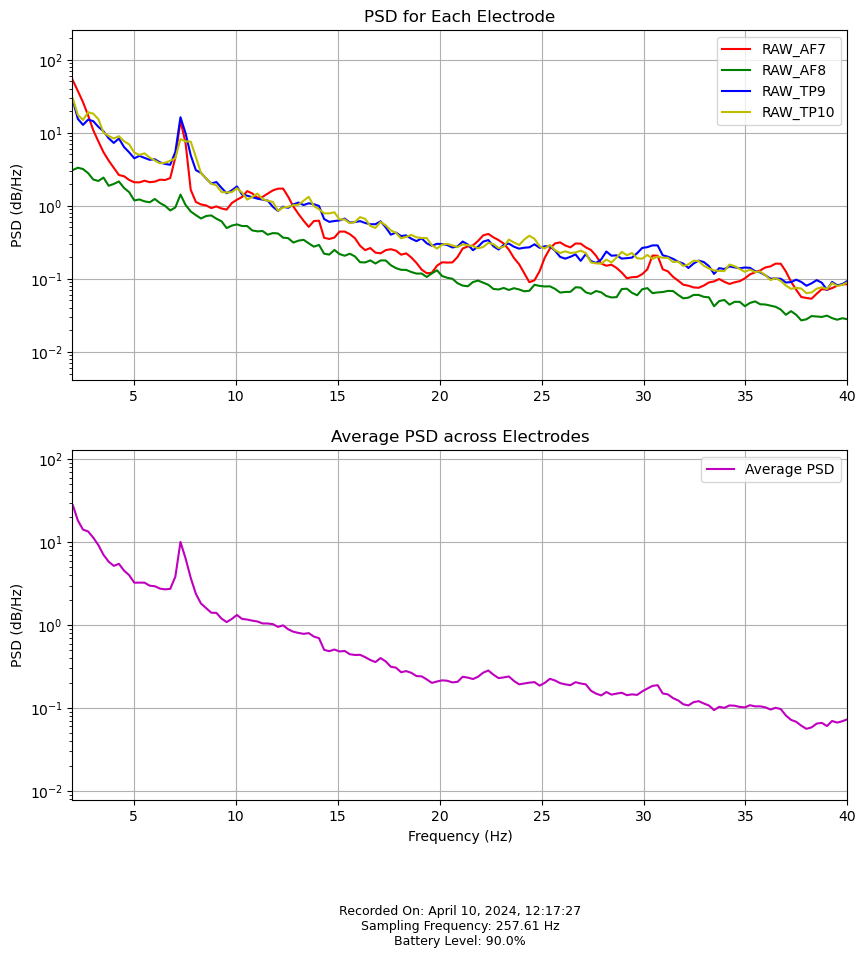 PSD for Each Electrode
PSD (dB/Hz)
10²
10¹
10⁰
10⁻¹
10⁻²
RAW_AF7
RAW_AF8
RAW_TP9
RAW_TP10
5 10 15 20 25 30 35 40
Average PSD across Electrodes
PSD (dB/Hz)
10²
10¹
10⁰
10⁻¹
10⁻²
Average PSD
5 10 15 20 25 30 35 40
Frequency (Hz)
Recorded On: April 10, 2024, 12:17:27
Sampling Frequency: 257.61 Hz
Battery Level: 90.0%